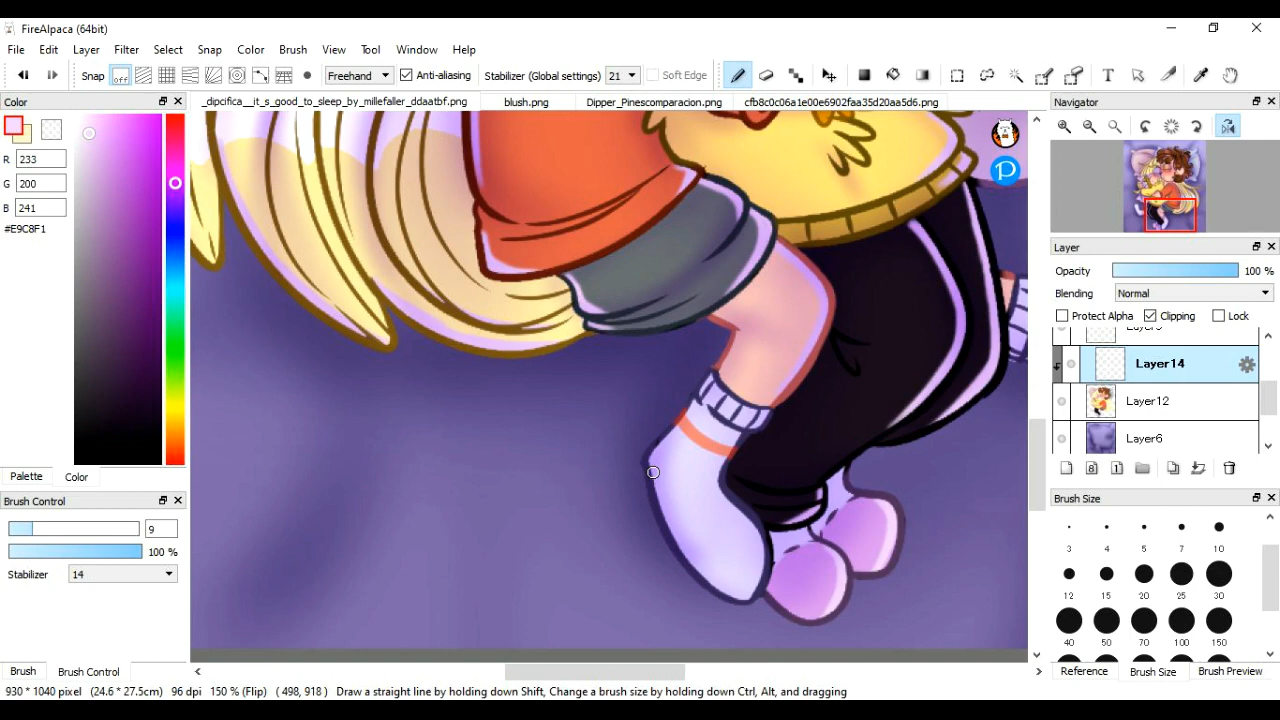 FireAlpaca (64bit)
File Edit Layer Filter Select Snap Color Brush View Tool Window Help
Snap off Freehand Anti-aliasing Stabilizer (Global settings) 21 Soft Edge T
Color _dipcifica__it_s_good_to_sleep_by_millefaller_ddaatbf.png blush.png Dipper_Pinescomparacion.png cfb8c0c06a1e00e6902faa35d20aa5d6.png Navigator
R 233
G 200
B 241
#E9C8F1
Layer
Opacity 100 %
Blending Normal
Protect Alpha Clipping Lock
Layer14
Layer12
Layer6
Palette Color
Brush Control
9
100 %
Stabilizer 14
Brush Size
3 5 7 10
4
12 15 20 25 30
40 50 70 100 150
Brush Brush Control Reference Brush Size Brush Preview
930 * 1040 pixel (24.6 * 27.5cm) 96 dpi 150 % (Flip) ( 498, 918 ) Draw a straight line by holding down Shift, Change a brush size by holding down Ctrl, Alt, and dragging